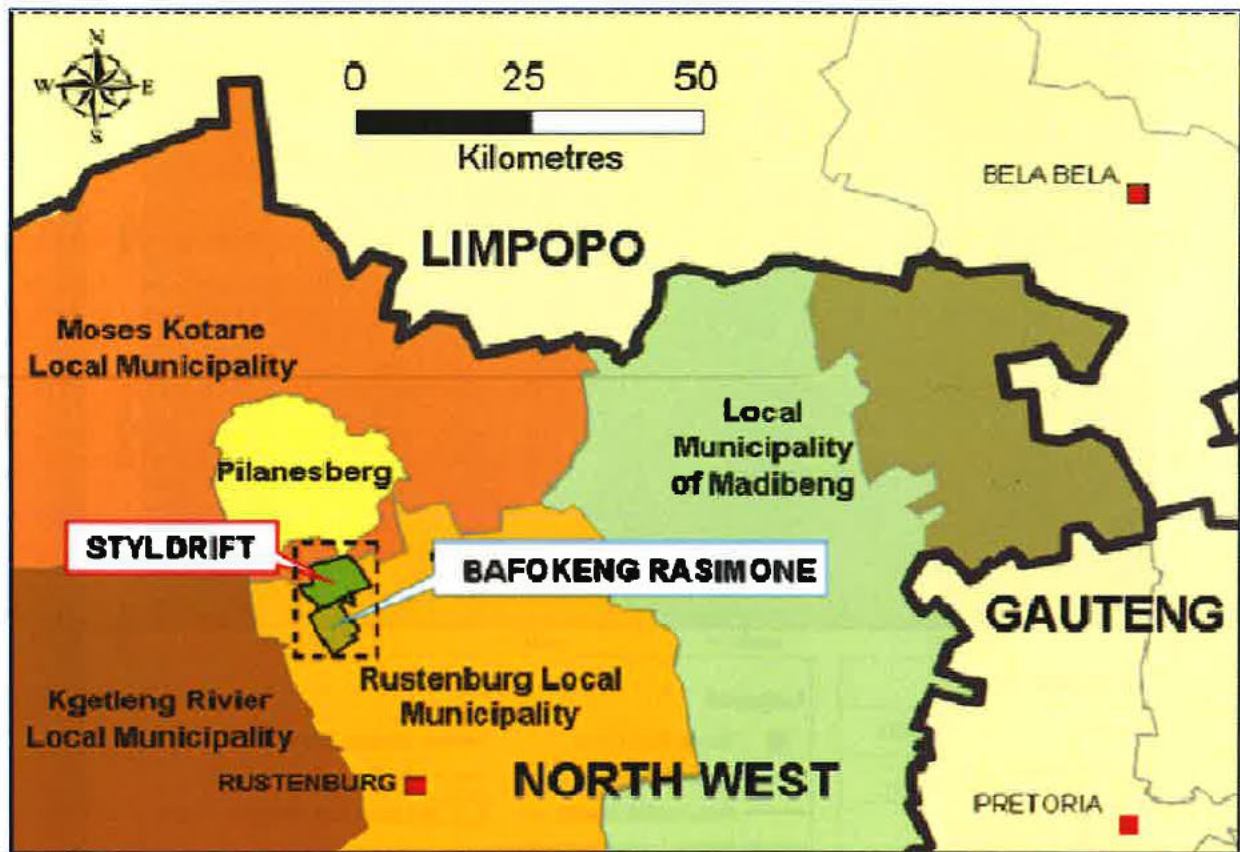 N
W E
S
0 25 50
Kilometres
BELA BELA
LIMPOPO
Moses Kotane
Local Municipality
Local
Municipality
of Madibeng
Pilanesberg
STYLDRIFT
BAFOKENG RASIMONE
GAUTENG
Rustenburg Local
Municipality
Kgetleng Rivier
Local Municipality
RUSTENBURG
NORTH WEST
PRETORIA